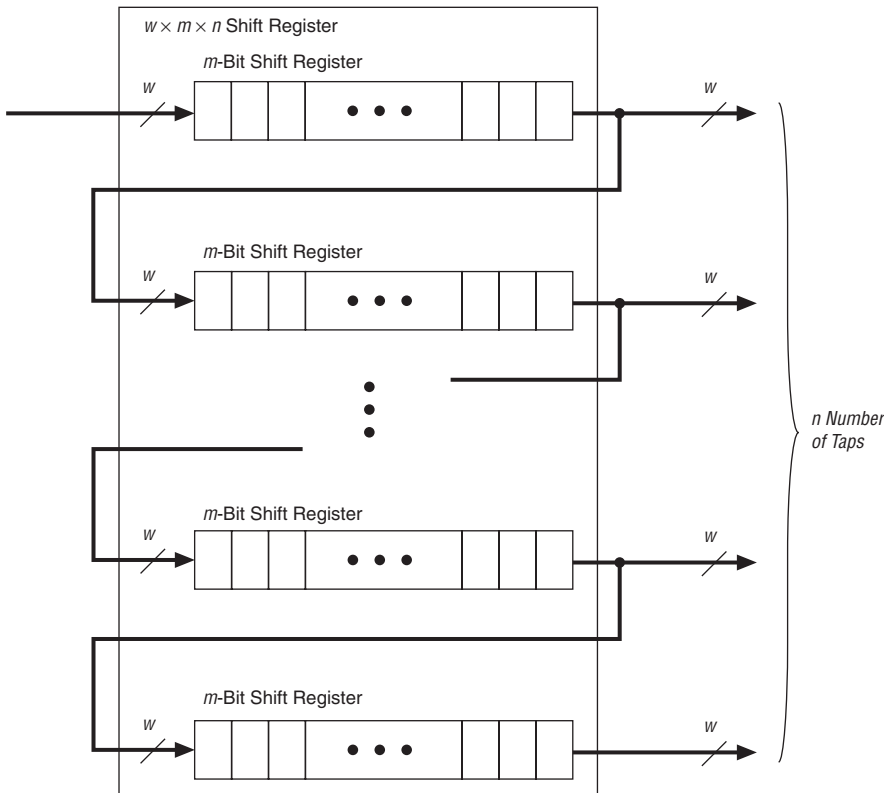 w × m × n Shift Register
m-Bit Shift Register
w
w
m-Bit Shift Register
w
w
n Number
of Taps
m-Bit Shift Register
w
w
m-Bit Shift Register
w
w